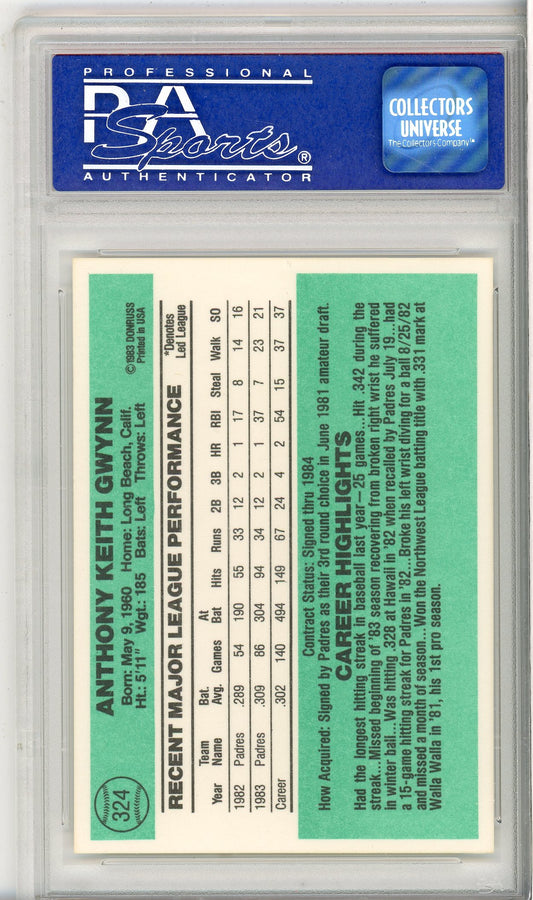 PROFESSIONAL
PSA
Sports®
AUTHENTICATOR
COLLECTORS
UNIVERSE
The Collectors Company™
324
ANTHONY KEITH GWYNN
Born: May 9, 1960 Home: Long Beach, Calif.
Ht.: 5'11" Wgt.: 185 Bats: Left Throws: Left
©1983 DONRUSS
Printed in USA
RECENT MAJOR LEAGUE PERFORMANCE
*Denotes
Led League
Year Team Name Bat. Avg. Games At Bat Hits Runs 2B 3B HR RBI Steal Walk SO
1982 Padres .289 54 190 55 33 12 2 1 17 8 14 16
1983 Padres .309 86 304 94 34 12 2 1 37 7 23 21
Career .302 140 494 149 67 24 4 2 54 15 37 37
Contract Status: Signed thru 1984
How Acquired: Signed by Padres as their 3rd round choice in June 1981 amateur draft.
CAREER HIGHLIGHTS
Had the longest hitting streak in baseball last year—25 games...Hit .342 during the
streak...Missed beginning of '83 season recovering from broken right wrist he suffered
in winter ball...Was hitting .328 at Hawaii in '82 when recalled by Padres July 19...had
a 15-game hitting streak for Padres in '82...Broke his left wrist diving for a ball 8/25/82
and missed a month of season...Won the Northwest League batting title with .331 mark at
Walla Walla in '81, his 1st pro season.